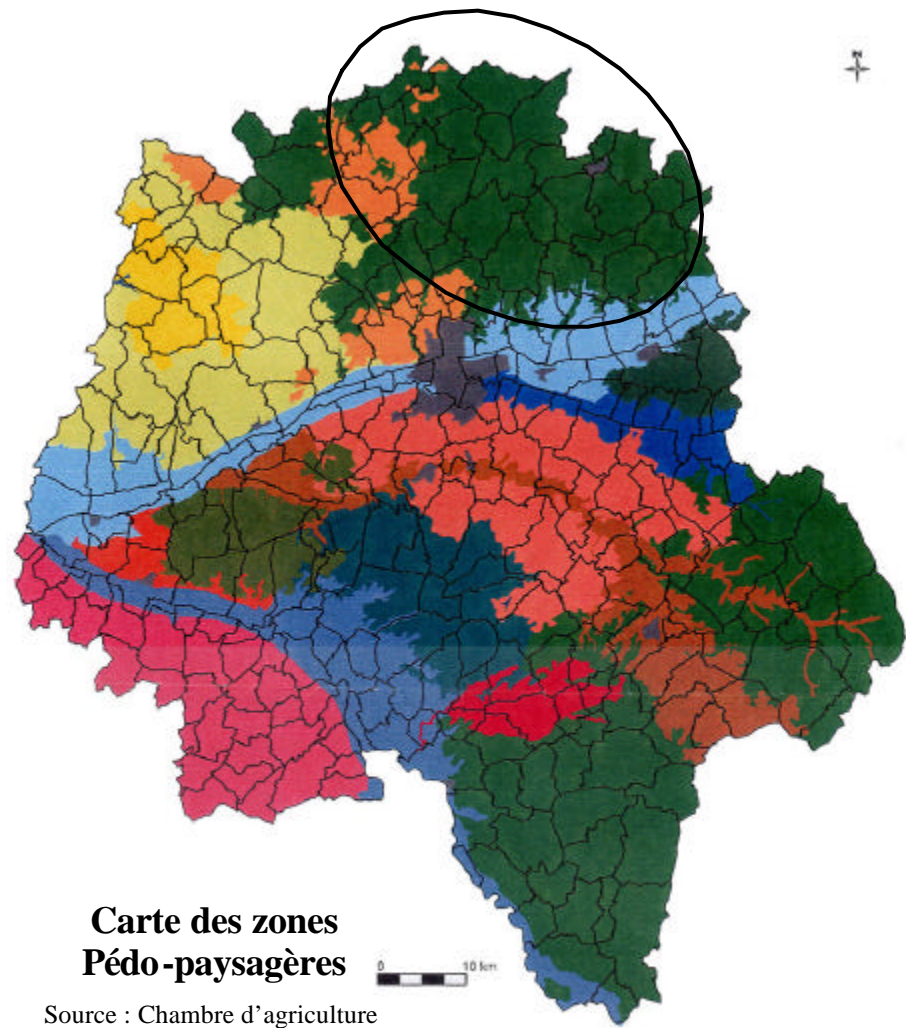 N
Carte des zones
Pédo-paysagères
0 10 km
Source : Chambre d'agriculture